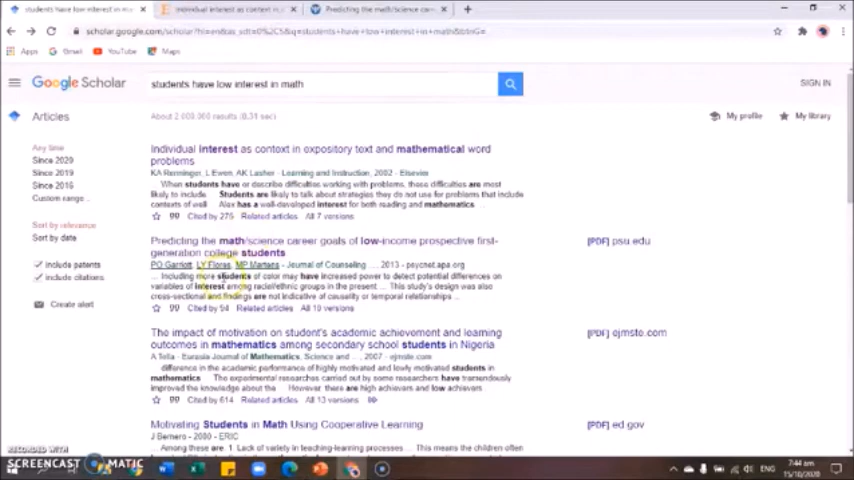 students have low interest in ma
Individual interest as context in
Predicting the math/science care
scholar.google.com/scholar?hl=en&as_sdt=0%2C5&q=students+have+low+interest+in+math&btnG=
Apps Gmail YouTube Maps
Google Scholar
students have low interest in math
SIGN IN
Articles
About 2,000,000 results (0.31 sec)
My profile My library
Any time
Since 2020
Since 2019
Since 2016
Custom range...
Sort by relevance
Sort by date
include patents
include citations
Create alert
Individual interest as context in expository text and mathematical word
problems
KA Renninger, L Ewen, AK Lasher - Learning and Instruction, 2002 - Elsevier
When students have or describe difficulties working with problems, these difficulties are most
likely to include Students are likely to talk about strategies they do not use for problems that include
contexts of well Alex has a well-developed interest for both reading and mathematics ...
Cited by 275 Related articles All 7 versions
Predicting the math/science career goals of low-income prospective first-
generation college students
[PDF] psu edu
PO Garriott, LY Flores, MP Martens - Journal of Counseling ..., 2013 - psycnet.apa org
... Including more students of color may have increased power to detect potential differences on
variables of interest among racial/ethnic groups in the present ... This study's design was also
cross-sectional and findings are not indicative of causality or temporal relationships ...
Cited by 94 Related articles All 10 versions
The impact of motivation on student's academic achievement and learning
outcomes in mathematics among secondary school students in Nigeria
[PDF] ejmste.com
A Tella - Eurasia Journal of Mathematics, Science and ..., 2007 - ejmste.com
difference in the academic performance of highly motivated and lowly motivated students in
mathematics The experimental researches carried out by some researchers have tremendously
improved the knowledge about the ... However, there are high achievers and low achievers
Cited by 614 Related articles All 13 versions
Motivating Students in Math Using Cooperative Learning
[PDF] ed gov
J Bernero - 2000 - ERIC
... Among these are. 1. Lack of variety in teaching-learning processes ... This means the children often
RECORDED WITH
SCREENCAST MATIC
ENG
7:44 am
15/10/2020